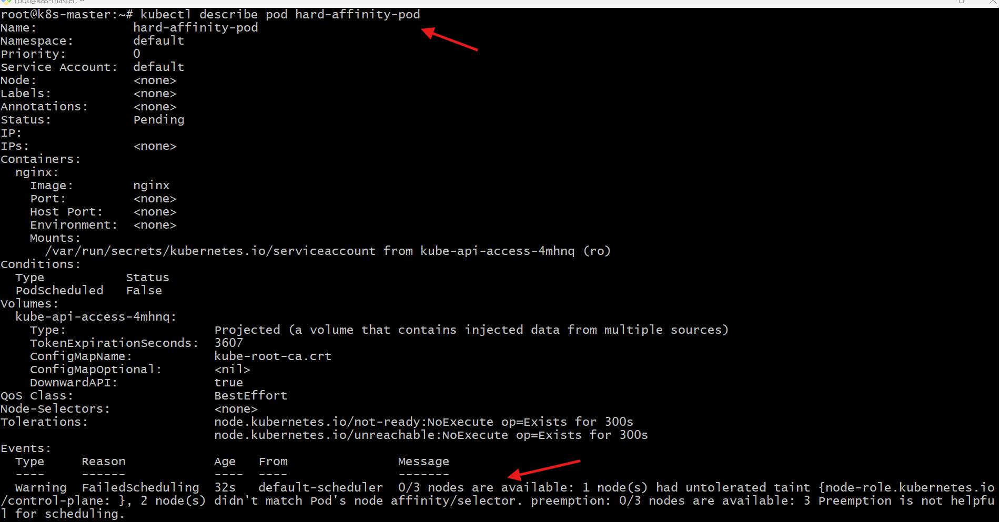 root@k8s-master: ~
root@k8s-master:~# kubectl describe pod hard-affinity-pod
Name:             hard-affinity-pod
Namespace:        default
Priority:         0
Service Account:  default
Node:             <none>
Labels:           <none>
Annotations:      <none>
Status:           Pending
IP:
IPs:              <none>
Containers:
  nginx:
    Image:        nginx
    Port:         <none>
    Host Port:    <none>
    Environment:  <none>
    Mounts:
      /var/run/secrets/kubernetes.io/serviceaccount from kube-api-access-4mhnq (ro)
Conditions:
  Type           Status
  PodScheduled   False
Volumes:
  kube-api-access-4mhnq:
    Type:                    Projected (a volume that contains injected data from multiple sources)
    TokenExpirationSeconds:  3607
    ConfigMapName:           kube-root-ca.crt
    ConfigMapOptional:       <nil>
    DownwardAPI:             true
QoS Class:                   BestEffort
Node-Selectors:              <none>
Tolerations:                 node.kubernetes.io/not-ready:NoExecute op=Exists for 300s
                             node.kubernetes.io/unreachable:NoExecute op=Exists for 300s
Events:
  Type     Reason            Age   From               Message
  ----     ------            ----  ----               -------
  Warning  FailedScheduling  32s   default-scheduler  0/3 nodes are available: 1 node(s) had untolerated taint {node-role.kubernetes.io
/control-plane: }, 2 node(s) didn't match Pod's node affinity/selector. preemption: 0/3 nodes are available: 3 Preemption is not helpfu
l for scheduling.